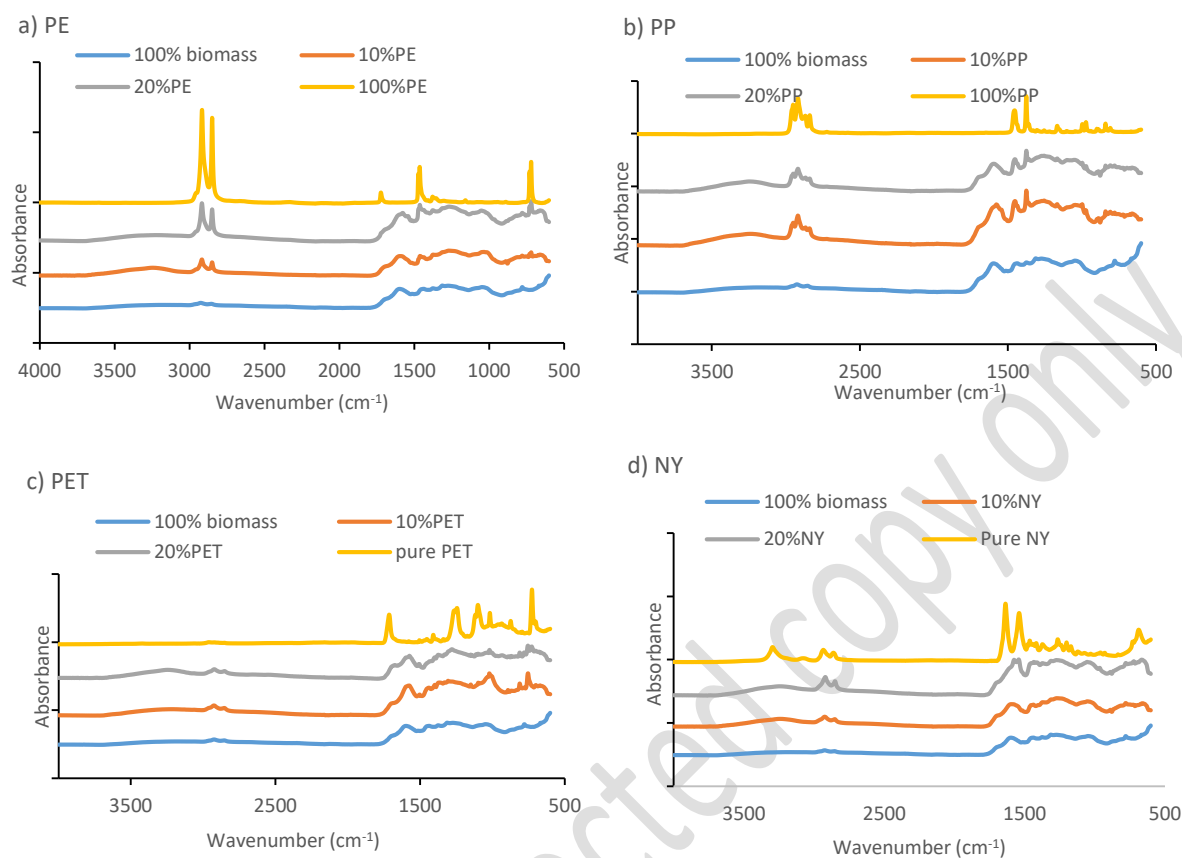 a) PE
100% biomass 10%PE
20%PE 100%PE
Absorbance
4000 3500 3000 2500 2000 1500 1000 500
Wavenumber (cm⁻¹)
b) PP
100% biomass 10%PP
20%PP 100%PP
Absorbance
3500 2500 1500 500
Wavenumber (cm⁻¹)
c) PET
100% biomass 10%PET
20%PET pure PET
Absorbance
3500 2500 1500 500
Wavenumber (cm⁻¹)
d) NY
100% biomass 10%NY
20%NY Pure NY
Absorbance
3500 2500 1500 500
Wavenumber (cm⁻¹)
cted copy only